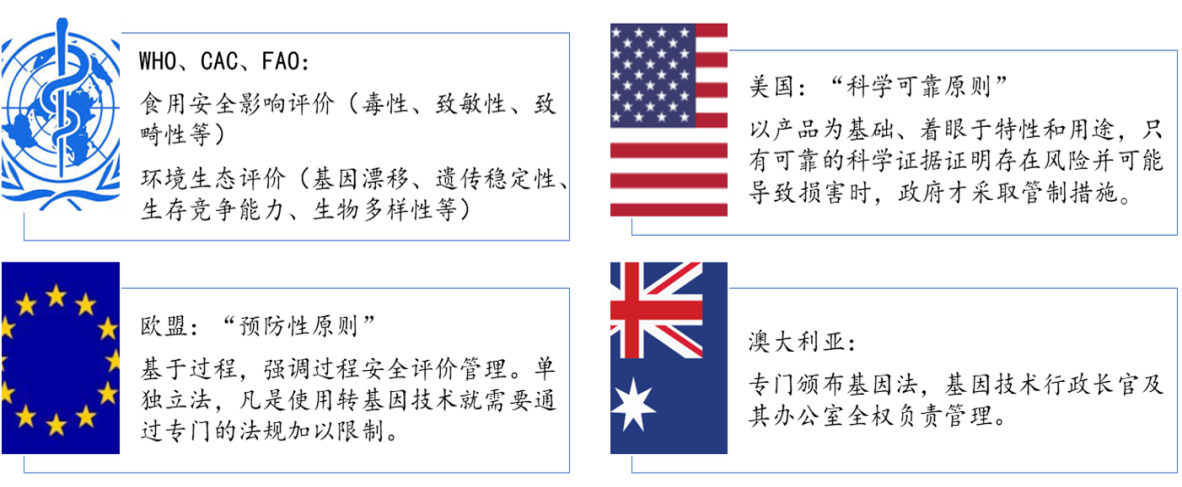 WHO、CAC、FAO：
食用安全影响评价（毒性、致敏性、致
畸性等）
环境生态评价（基因漂移、遗传稳定性、
生存竞争能力、生物多样性等）
美国：“科学可靠原则”
以产品为基础、着眼于特性和用途，只
有可靠的科学证据证明存在风险并可能
导致损害时，政府才采取管制措施。
欧盟：“预防性原则”
基于过程，强调过程安全评价管理。单
独立法，凡是使用转基因技术就需要通
过专门的法规加以限制。
澳大利亚：
专门颁布基因法，基因技术行政长官及
其办公室全权负责管理。